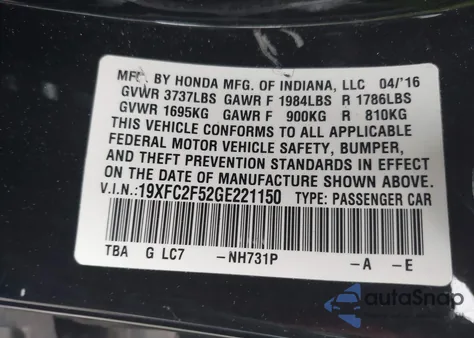 MFD. BY HONDA MFG. OF INDIANA, LLC 04/'16
GVWR 3737LBS GAWR F 1984LBS R 1786LBS
GVWR 1695KG GAWR F 900KG R 810KG
THIS VEHICLE CONFORMS TO ALL APPLICABLE
FEDERAL MOTOR VEHICLE SAFETY, BUMPER,
AND THEFT PREVENTION STANDARDS IN EFFECT
ON THE DATE OF MANUFACTURE SHOWN ABOVE.
V.I.N.:19XFC2F52GE221150 TYPE: PASSENGER CAR
TBA G LC7 -NH731P -A -E
autoSnap